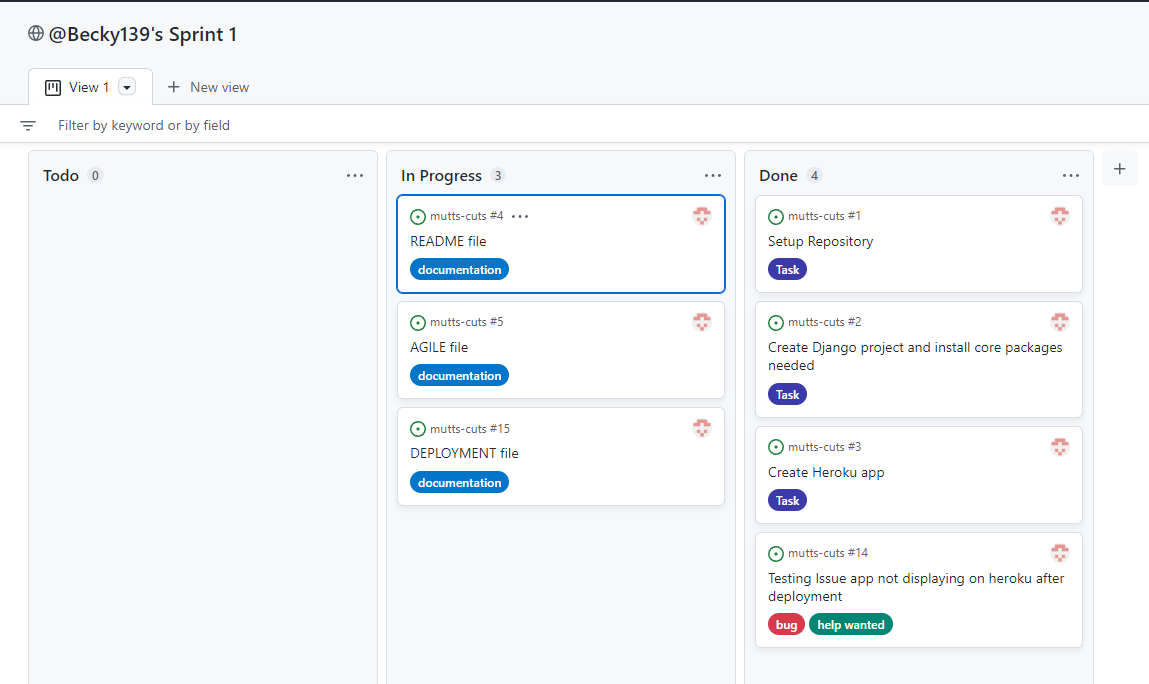 @Becky139's Sprint 1
View 1
New view
Filter by keyword or by field
Todo 0
In Progress 3
mutts-cuts #4
README file
documentation
mutts-cuts #5
AGILE file
documentation
mutts-cuts #15
DEPLOYMENT file
documentation
Done 4
mutts-cuts #1
Setup Repository
Task
mutts-cuts #2
Create Django project and install core packages
needed
Task
mutts-cuts #3
Create Heroku app
Task
mutts-cuts #14
Testing Issue app not displaying on heroku after
deployment
bug help wanted